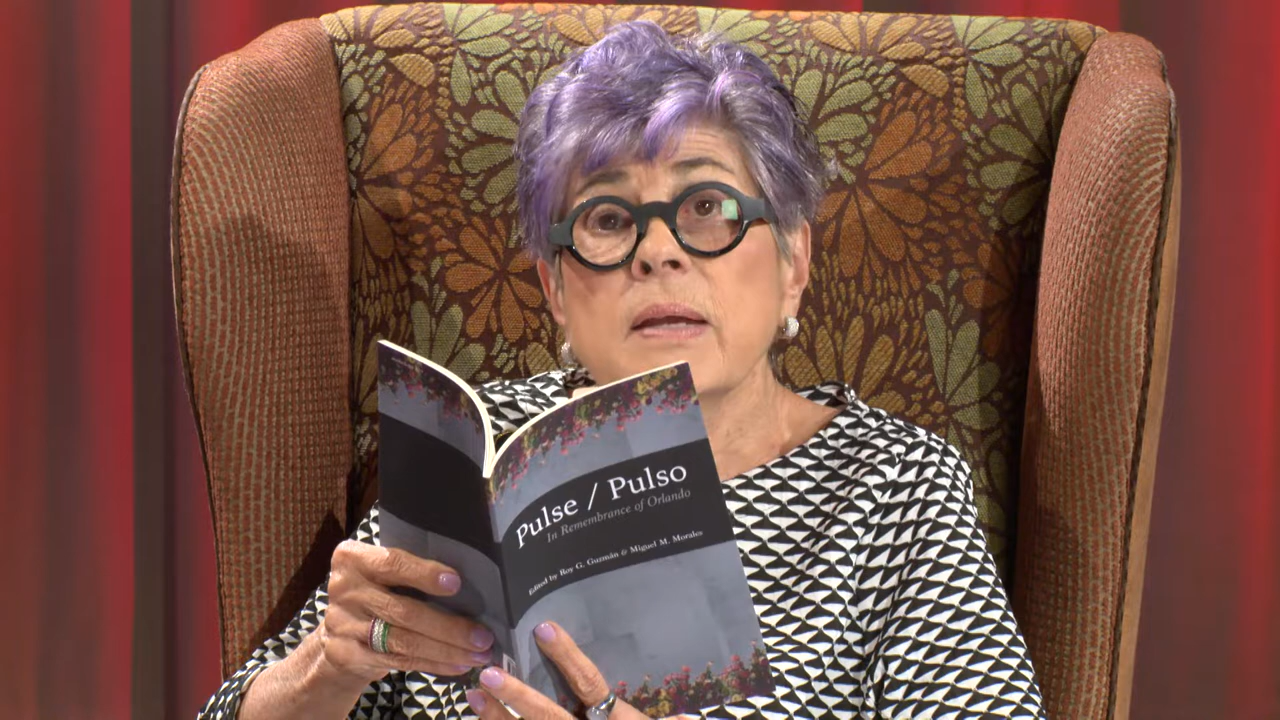 Pulse / Pulso
In Remembrance of Orlando
Edited by Roy G. Guzmán & Miguel M. Morales